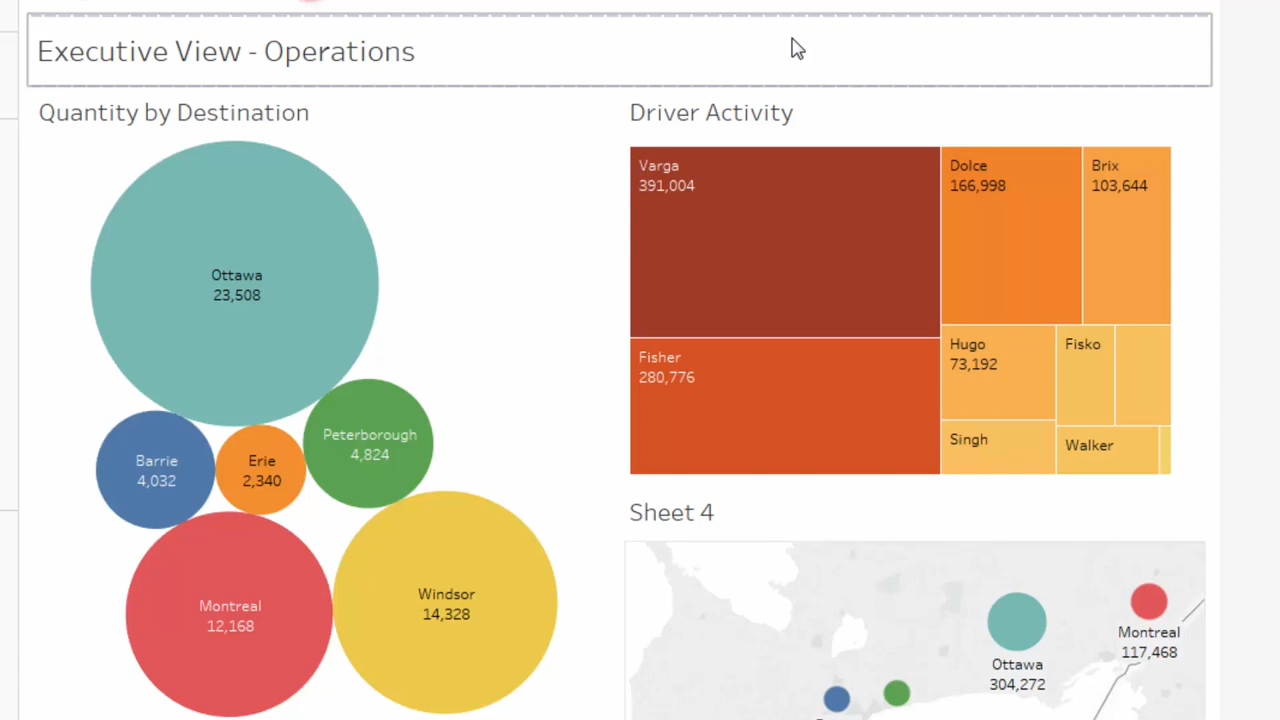 Executive View - Operations
Quantity by Destination
Ottawa
23,508
Peterborough
4,824
Barrie
4,032
Erie
2,340
Windsor
14,328
Montreal
12,168
Driver Activity
Varga
391,004
Dolce
166,998
Brix
103,644
Fisher
280,776
Hugo
73,192
Fisko
Singh
Walker
Sheet 4
Montreal
117,468
Ottawa
304,272